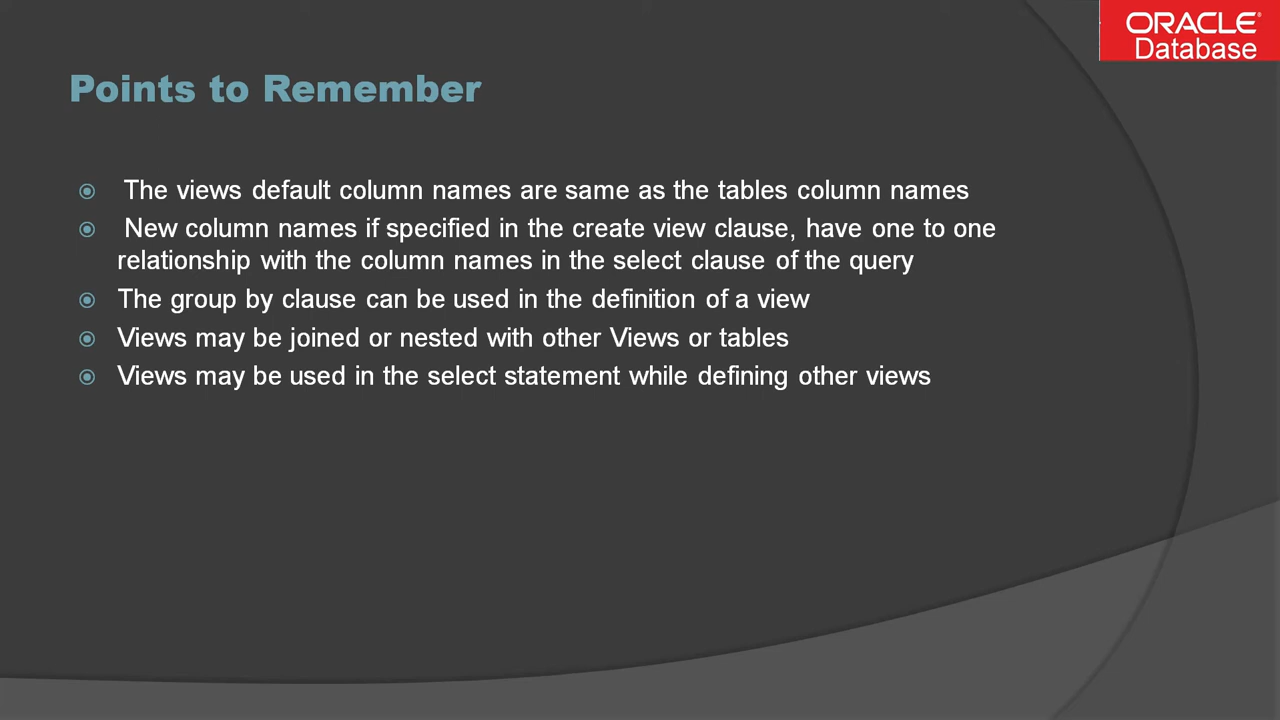 ORACLE
Database
Points to Remember
The views default column names are same as the tables column names
New column names if specified in the create view clause, have one to one
relationship with the column names in the select clause of the query
The group by clause can be used in the definition of a view
Views may be joined or nested with other Views or tables
Views may be used in the select statement while defining other views